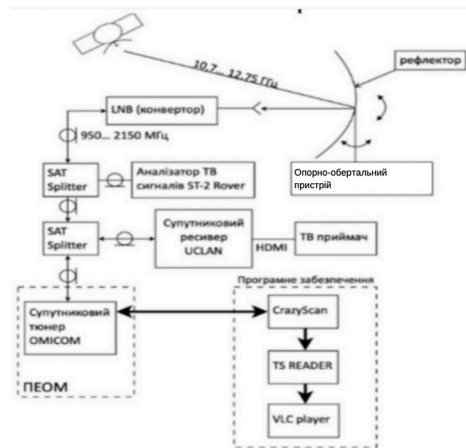 10,7... 12,75 ГГц
рефлектор
LNB (конвертор)
950... 2150 МГц
Опорно-обертальний
пристрій
SAT
Splitter
Аналізатор ТВ
сигналів ST-2 Rover
SAT
Splitter
Супутниковий
ресивер
UCLAN
HDMI
ТВ приймач
Програмне забезпечення
Супутниковий
тюнер
OMICOM
CrazyScan
ПЕОМ
TS READER
VLC player